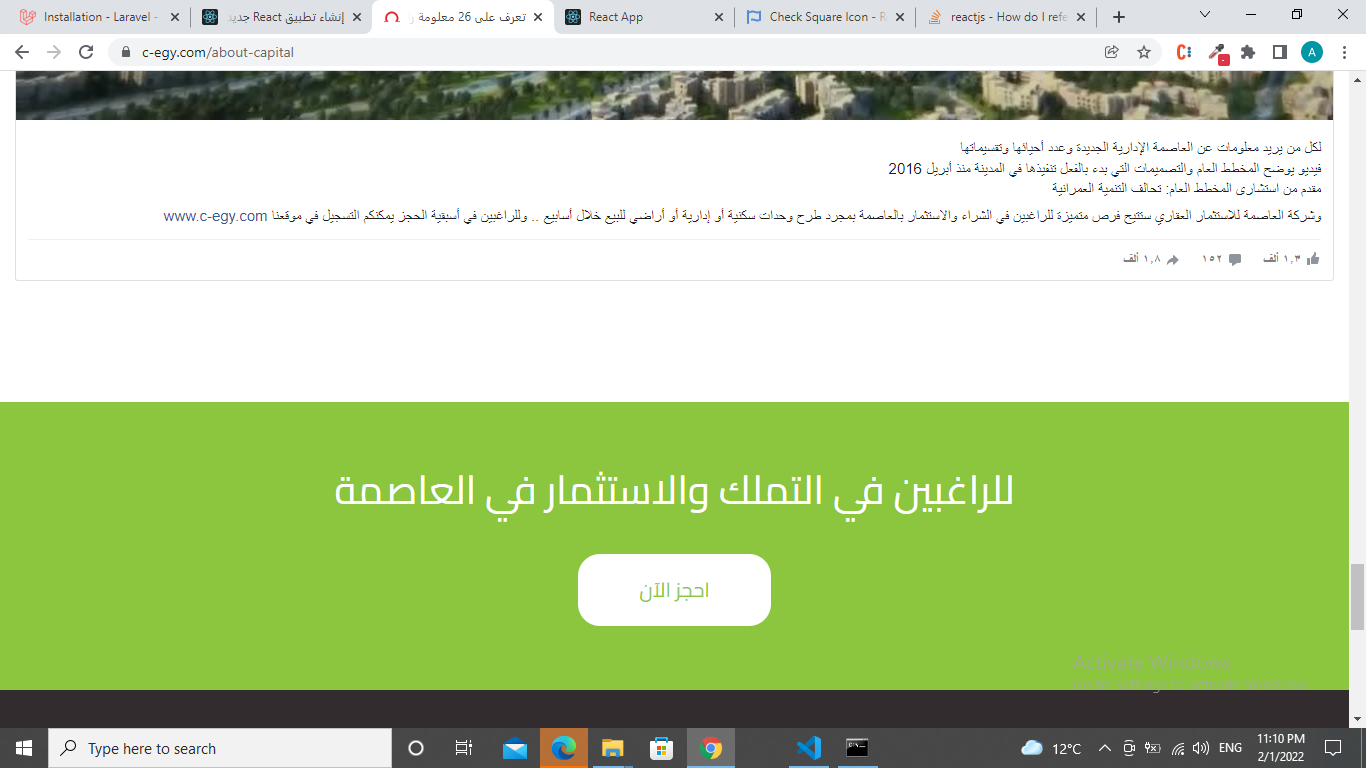 Installation - Laravel -
إنشاء تطبيق React جديد
تعرف على 26 معلومة
React App
Check Square Icon - R
reactjs - How do I refe
c-egy.com/about-capital
A
لكل من يريد معلومات عن العاصمة الإدارية الجديدة وعدد أحيائها وتقسيماتها
فيديو يوضح المخطط العام والتصميمات التي بدء بالفعل تنفيذها في المدينة منذ أبريل 2016
مقدم من استشارى المخطط العام: تحالف التنمية العمرانية
وشركة العاصمة للاستثمار العقاري ستتيح فرص متميزة للراغبين في الشراء والاستثمار بالعاصمة بمجرد طرح وحدات سكنية أو إدارية أو أراضي للبيع خلال أسابيع .. وللراغبين في أسبقية الحجز يمكنكم التسجيل في موقعنا www.c-egy.com
١٫٣ ألف ١٥٢ ١٫٨ ألف
للراغبين في التملك والاستثمار في العاصمة
احجز الآن
Activate Windows
Go to Settings to activate Windows.
Type here to search
12°C
ENG
11:10 PM
2/1/2022